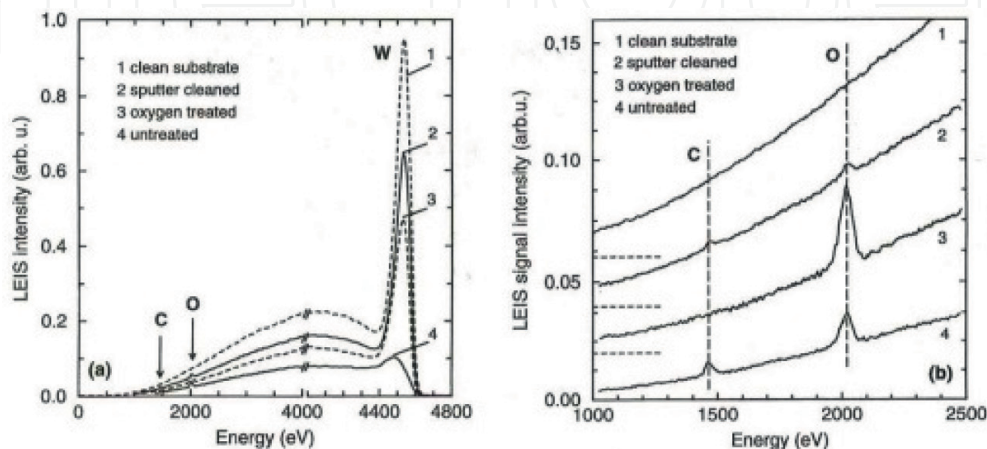 1.0
0.8
0.6
0.4
0.2
0.0
LEIS intensity (arb. u.)
1 clean substrate
2 sputter cleaned
3 oxygen treated
4 untreated
W
1
2
3
4
C
O
(a)
0
2000
4000
4400
4800
Energy (eV)
0.15
0.10
0.05
0.00
LEIS signal intensity (arb.u.)
1 clean substrate
2 sputter cleaned
3 oxygen treated
4 untreated
O
C
1
2
3
4
(b)
1000
1500
2000
2500
Energy (eV)